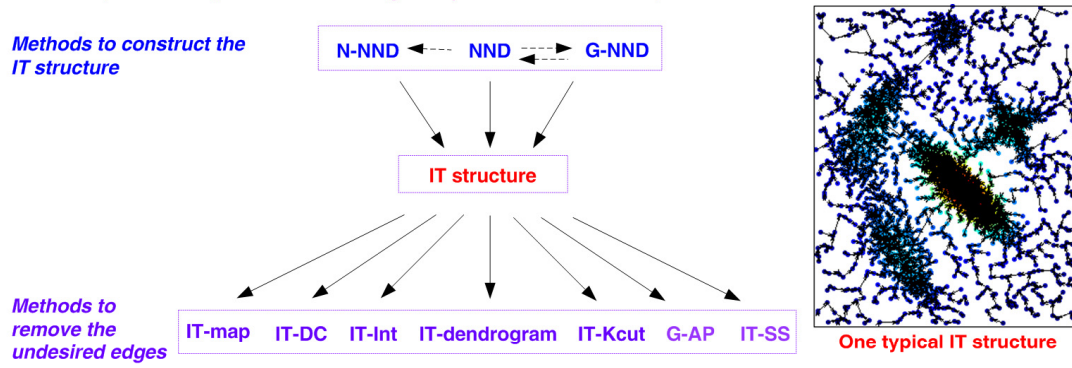 Methods to construct the
IT structure
N-NND NND G-NND
IT structure
Methods to
remove the
undesired edges
IT-map IT-DC IT-Int IT-dendrogram IT-Kcut G-AP IT-SS
One typical IT structure